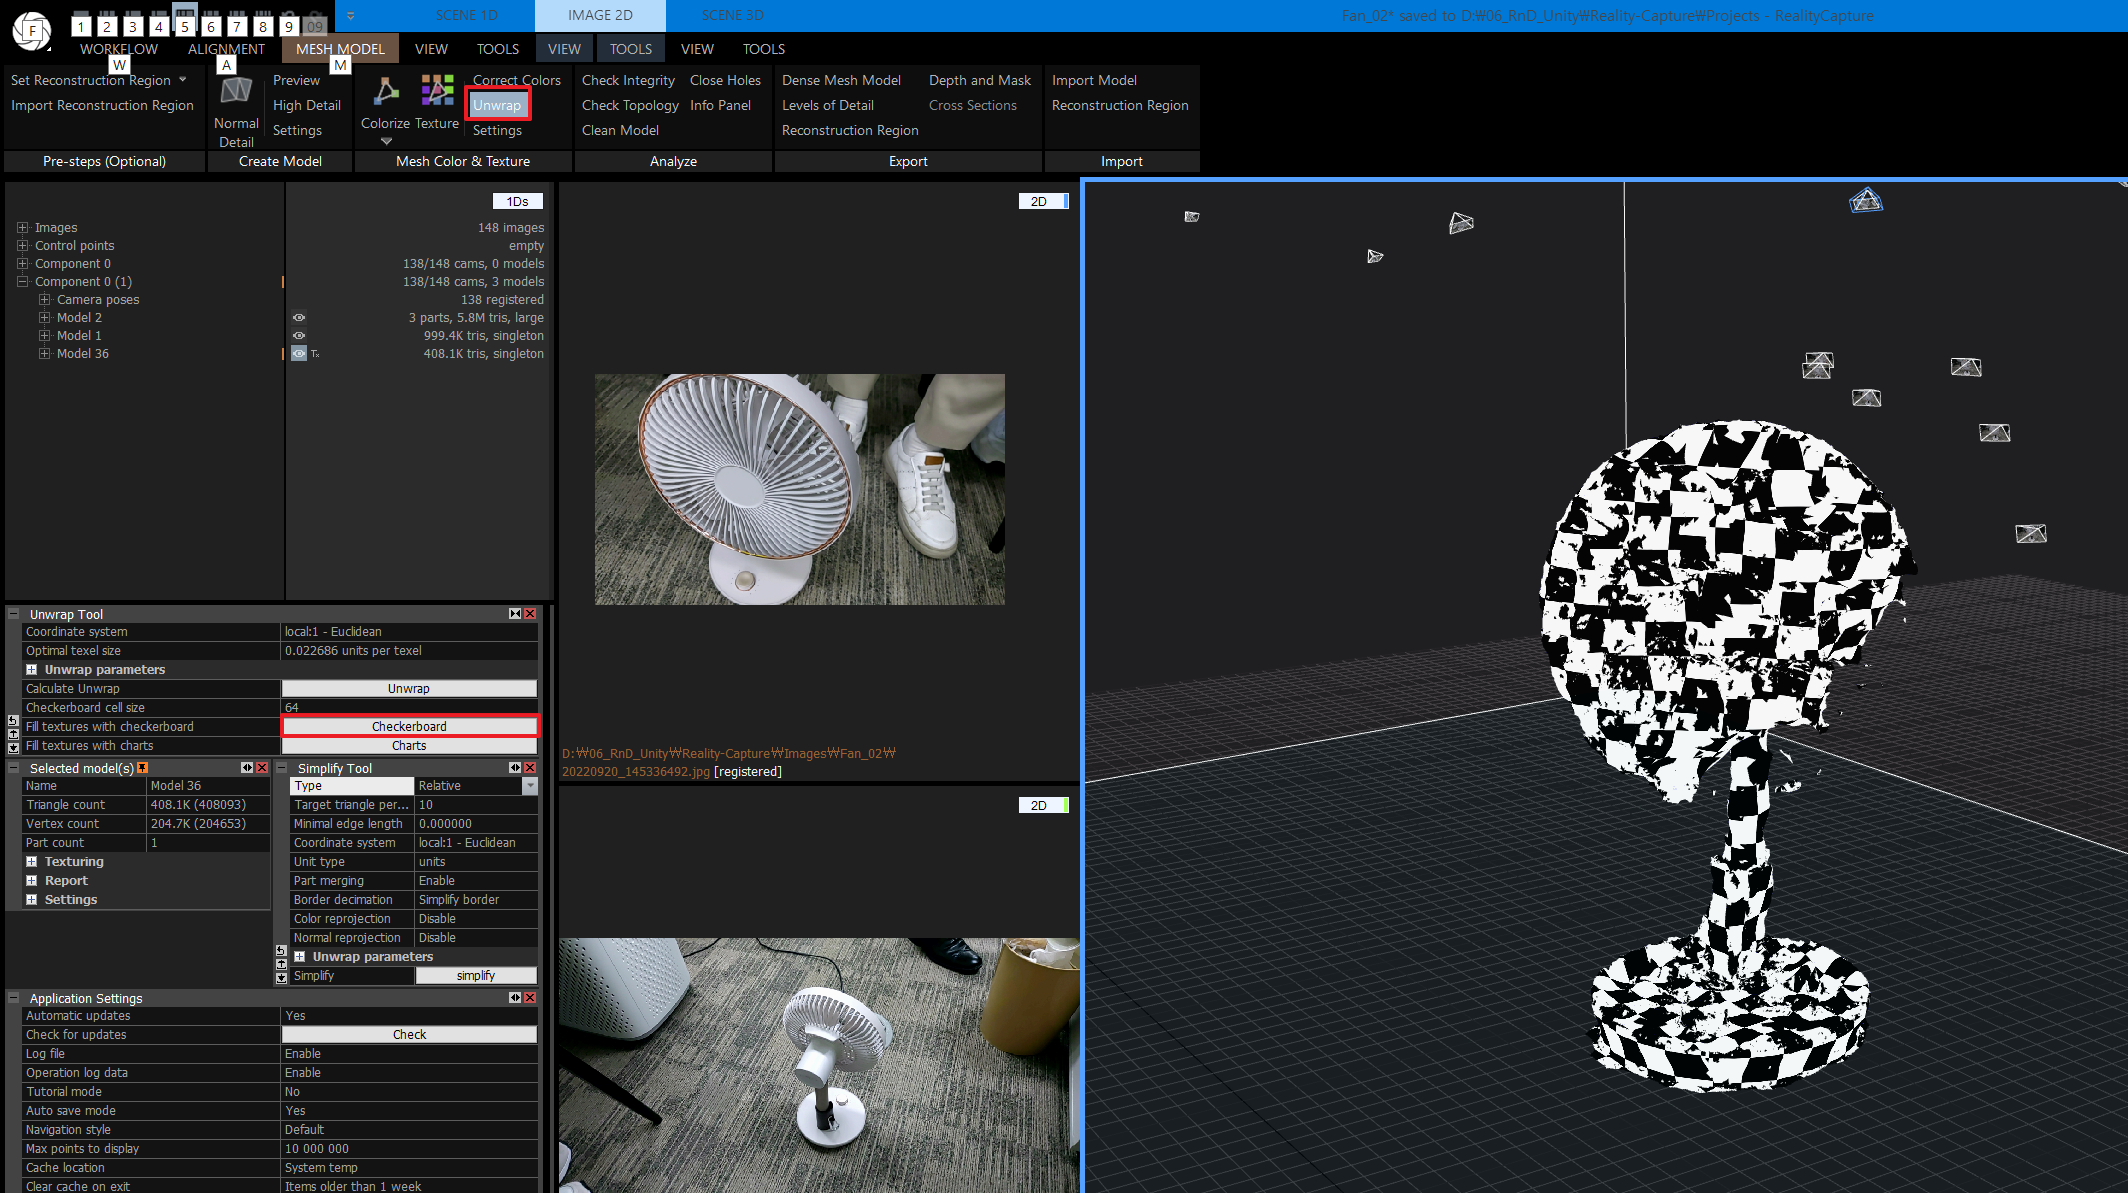 SCENE 1D
IMAGE 2D
SCENE 3D
Fan_02* saved to D:₩06_RnD_Unity₩Reality-Capture₩Projects - RealityCapture
F
1 2 3 4 5 6 7 8 9 09
WORKFLOW ALIGNMENT MESH MODEL VIEW TOOLS VIEW TOOLS VIEW TOOLS
W A M
Set Reconstruction Region
Import Reconstruction Region
Pre-steps (Optional)
Normal Detail
Preview
High Detail
Settings
Create Model
Colorize
Texture
Correct Colors
Unwrap
Settings
Mesh Color & Texture
Check Integrity
Check Topology
Clean Model
Close Holes
Info Panel
Analyze
Dense Mesh Model
Levels of Detail
Reconstruction Region
Depth and Mask
Cross Sections
Export
Import Model
Reconstruction Region
Import
1Ds
Images 148 images
Control points empty
Component 0 138/148 cams, 0 models
Component 0 (1) 138/148 cams, 3 models
Camera poses 138 registered
Model 2 3 parts, 5.8M tris, large
Model 1 999.4K tris, singleton
Model 36 Tx 408.1K tris, singleton
Unwrap Tool
Coordinate system local:1 - Euclidean
Optimal texel size 0.022686 units per texel
Unwrap parameters
Calculate Unwrap Unwrap
Checkerboard cell size 64
Fill textures with checkerboard Checkerboard
Fill textures with charts Charts
Selected model(s)
Name Model 36
Triangle count 408.1K (408093)
Vertex count 204.7K (204653)
Part count 1
Texturing
Report
Settings
Simplify Tool
Type Relative
Target triangle per... 10
Minimal edge length 0.000000
Coordinate system local:1 - Euclidean
Unit type units
Part merging Enable
Border decimation Simplify border
Color reprojection Disable
Normal reprojection Disable
Unwrap parameters
Simplify simplify
Application Settings
Automatic updates Yes
Check for updates Check
Log file Enable
Operation log data Enable
Tutorial mode No
Auto save mode Yes
Navigation style Default
Max points to display 10 000 000
Cache location System temp
Clear cache on exit Items older than 1 week
2D
D:₩06_RnD_Unity₩Reality-Capture₩Images₩Fan_02₩
20220920_145336492.jpg [registered]
2D